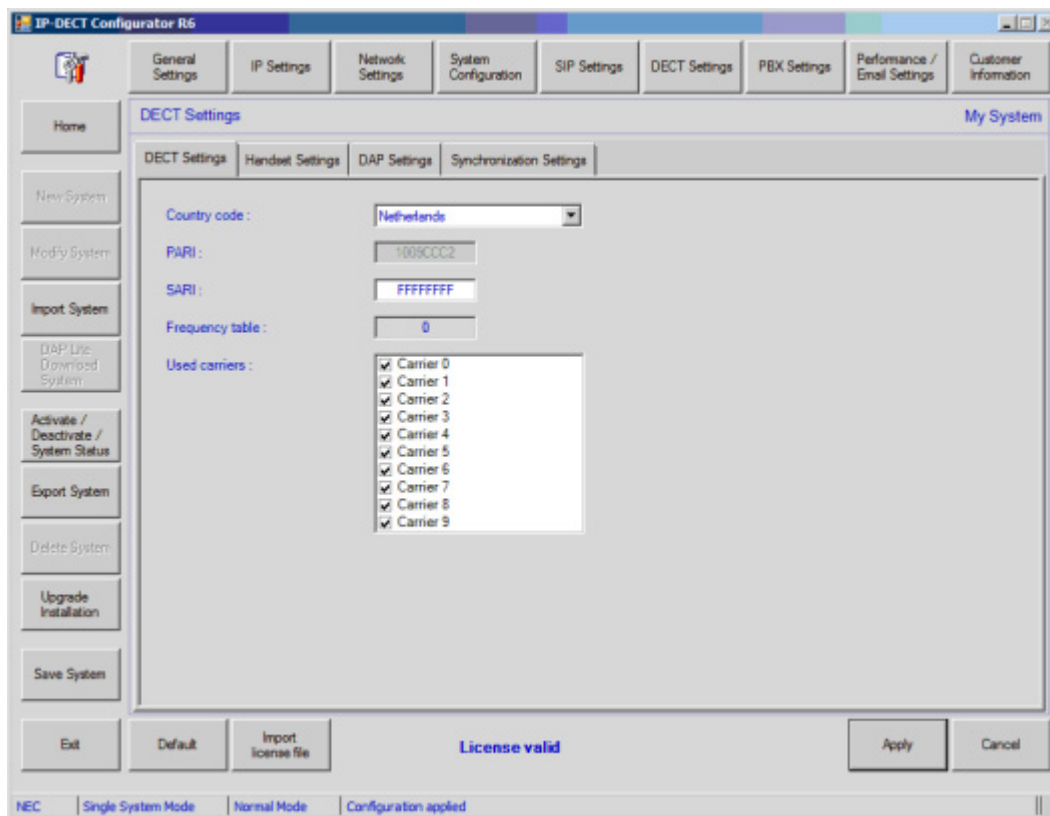 IP-DECT Configurator R6
General Settings
IP Settings
Network Settings
System Configuration
SIP Settings
DECT Settings
PBX Settings
Performance / Email Settings
Customer Information
Home
New System
Modify System
Import System
DAP Lite Download System
Activate / Deactivate / System Status
Export System
Delete System
Upgrade Installation
Save System
Exit
DECT Settings
My System
DECT Settings
Handset Settings
DAP Settings
Synchronization Settings
Country code :
Netherlands
PARI :
1009CCC2
SARI :
FFFFFFFF
Frequency table :
0
Used carriers :
Carrier 0
Carrier 1
Carrier 2
Carrier 3
Carrier 4
Carrier 5
Carrier 6
Carrier 7
Carrier 8
Carrier 9
Default
Import license file
License valid
Apply
Cancel
NEC
Single System Mode
Normal Mode
Configuration applied